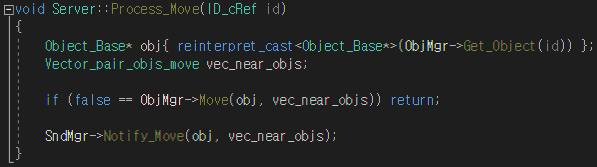 void Server::Process_Move(ID_cRef id)
{
Object_Base* obj{ reinterpret_cast<Object_Base*>(ObjMgr->Get_Object(id)) };
Vector_pair_objs_move vec_near_objs;
if (false == ObjMgr->Move(obj, vec_near_objs)) return;
SndMgr->Notify_Move(obj, vec_near_objs);
}